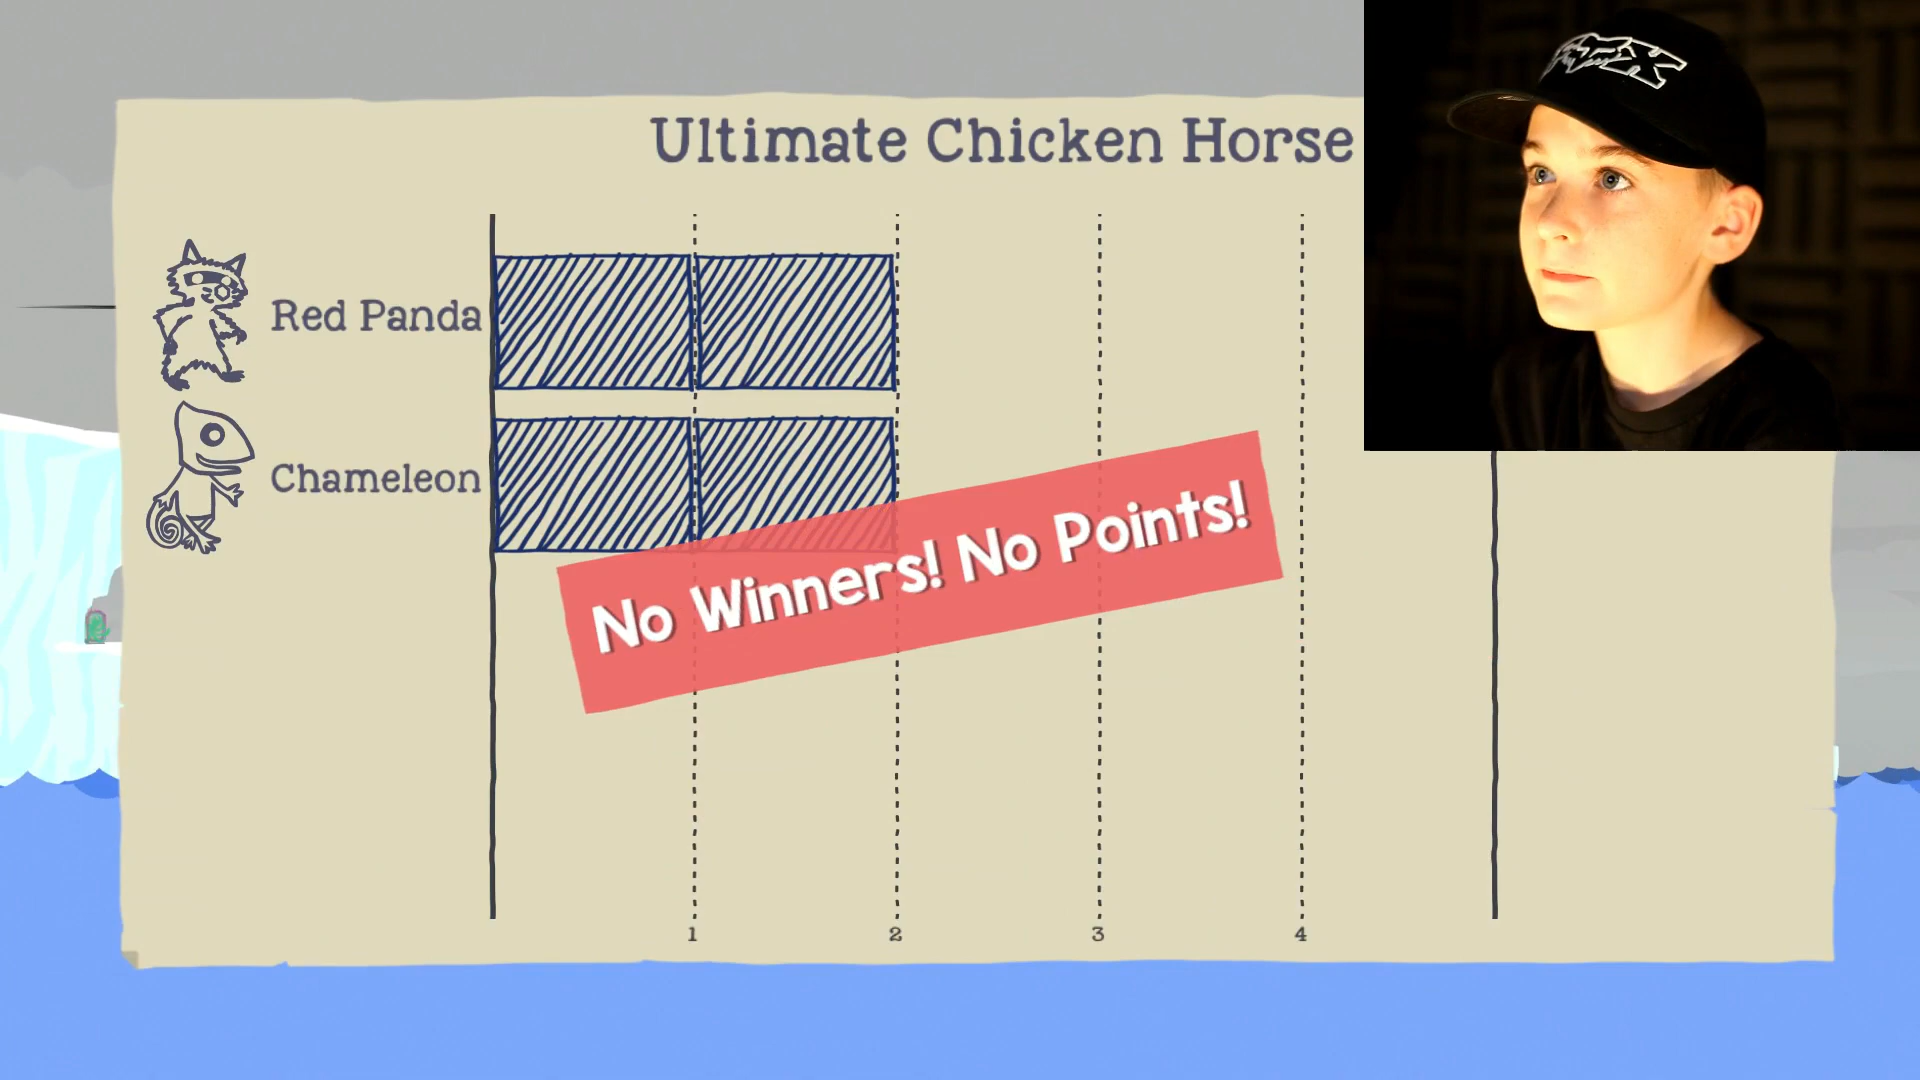 Ultimate Chicken Horse
Red Panda
Chameleon
No Winners! No Points!
1 2 3 4